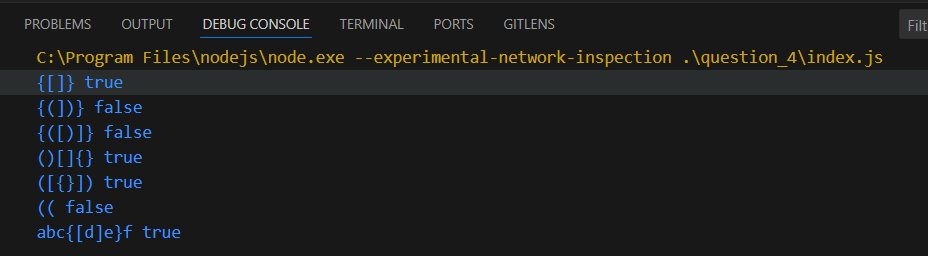 PROBLEMS OUTPUT DEBUG CONSOLE TERMINAL PORTS GITLENS Filt
C:\Program Files\nodejs\node.exe --experimental-network-inspection .\question_4\index.js
{[]} true
{(])} false
{([)]} false
()[]{} true
([{}]) true
(( false
abc{[d]e}f true